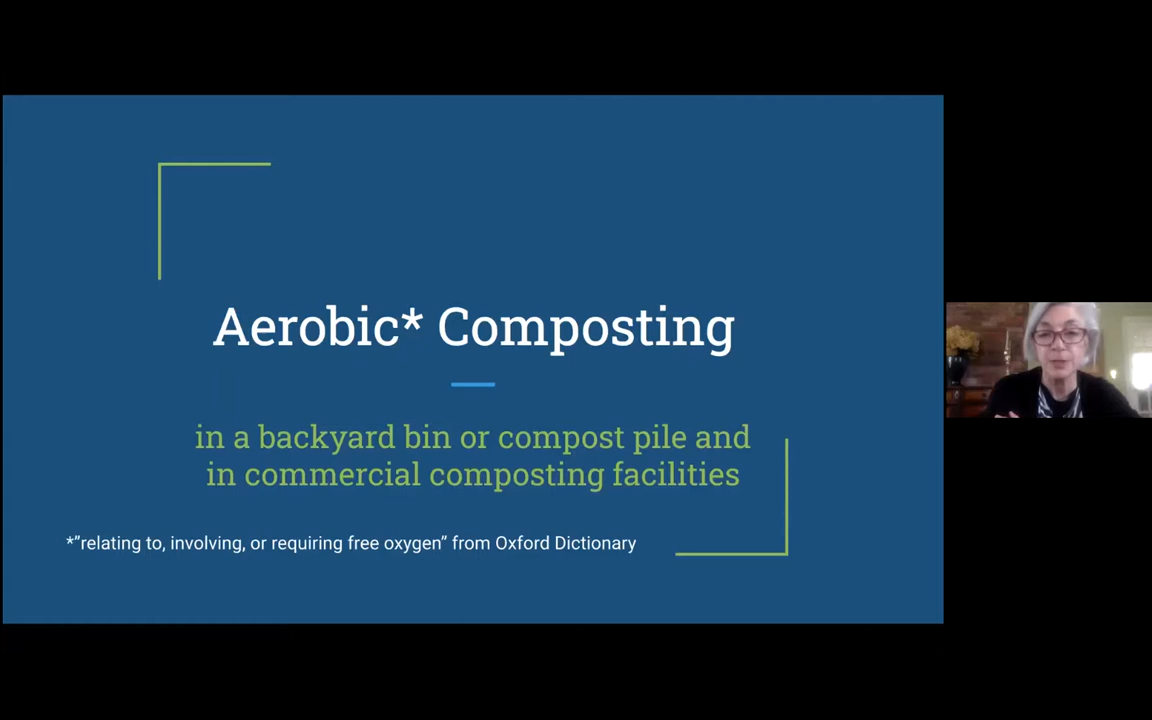 Aerobic* Composting
in a backyard bin or compost pile and
in commercial composting facilities
*”relating to, involving, or requiring free oxygen” from Oxford Dictionary